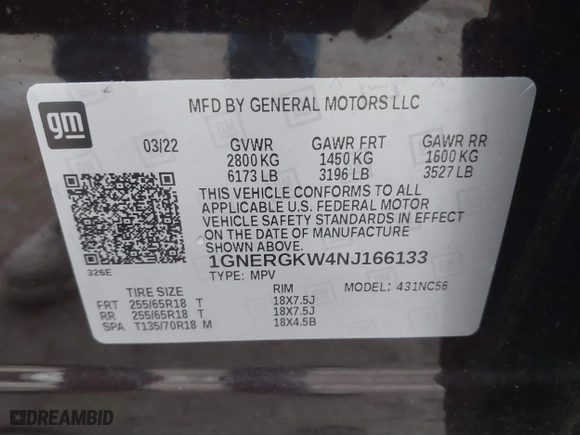 gm
MFD BY GENERAL MOTORS LLC
03/22 GVWR GAWR FRT GAWR RR
2800 KG 1450 KG 1600 KG
6173 LB 3196 LB 3527 LB
THIS VEHICLE CONFORMS TO ALL
APPLICABLE U.S. FEDERAL MOTOR
VEHICLE SAFETY STANDARDS IN EFFECT
ON THE DATE OF MANUFACTURE
SHOWN ABOVE.
326E
1GNERGKW4NJ166133
TYPE: MPV
TIRE SIZE RIM MODEL: 431NC56
FRT 255/65R18 T 18X7.5J
RR 255/65R18 T 18X7.5J
SPA T135/70R18 M 18X4.5B
DREAMBID